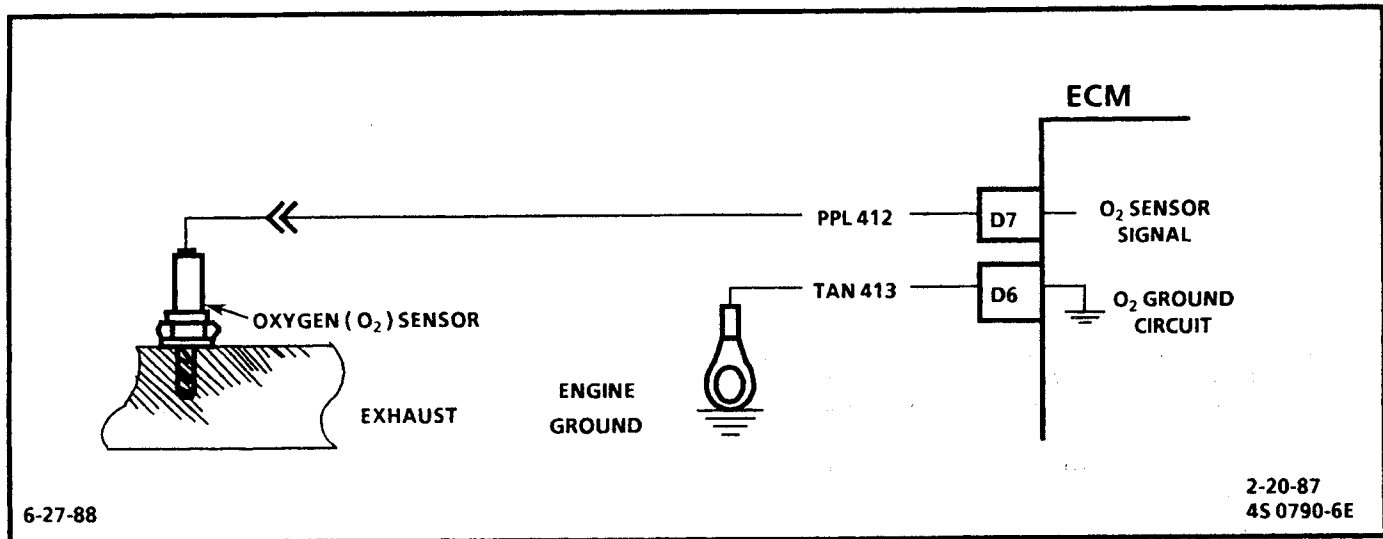 ECM
PPL 412
D7
O₂ SENSOR
SIGNAL
TAN 413
D6
O₂ GROUND
CIRCUIT
OXYGEN ( O₂ ) SENSOR
EXHAUST
ENGINE
GROUND
6-27-88
2-20-87
4S 0790-6E